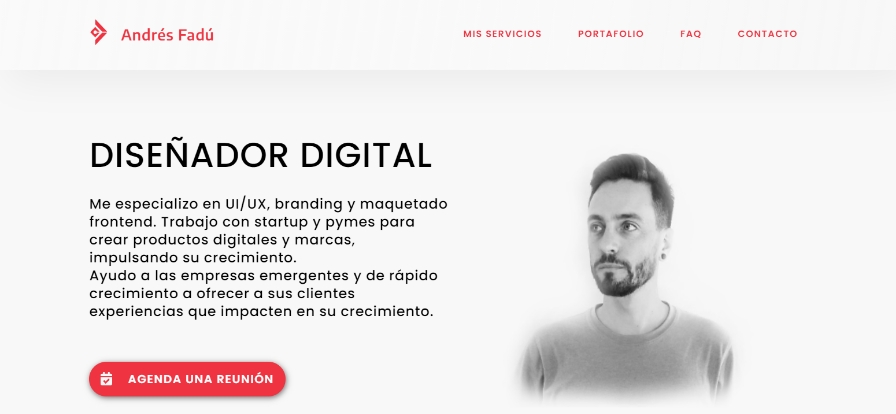 Andrés Fadú
MIS SERVICIOS
PORTAFOLIO
FAQ
CONTACTO
DISEÑADOR DIGITAL
Me especializo en UI/UX, branding y maquetado
frontend. Trabajo con startup y pymes para
crear productos digitales y marcas,
impulsando su crecimiento.
Ayudo a las empresas emergentes y de rápido
crecimiento a ofrecer a sus clientes
experiencias que impacten en su crecimiento.
AGENDA UNA REUNIÓN